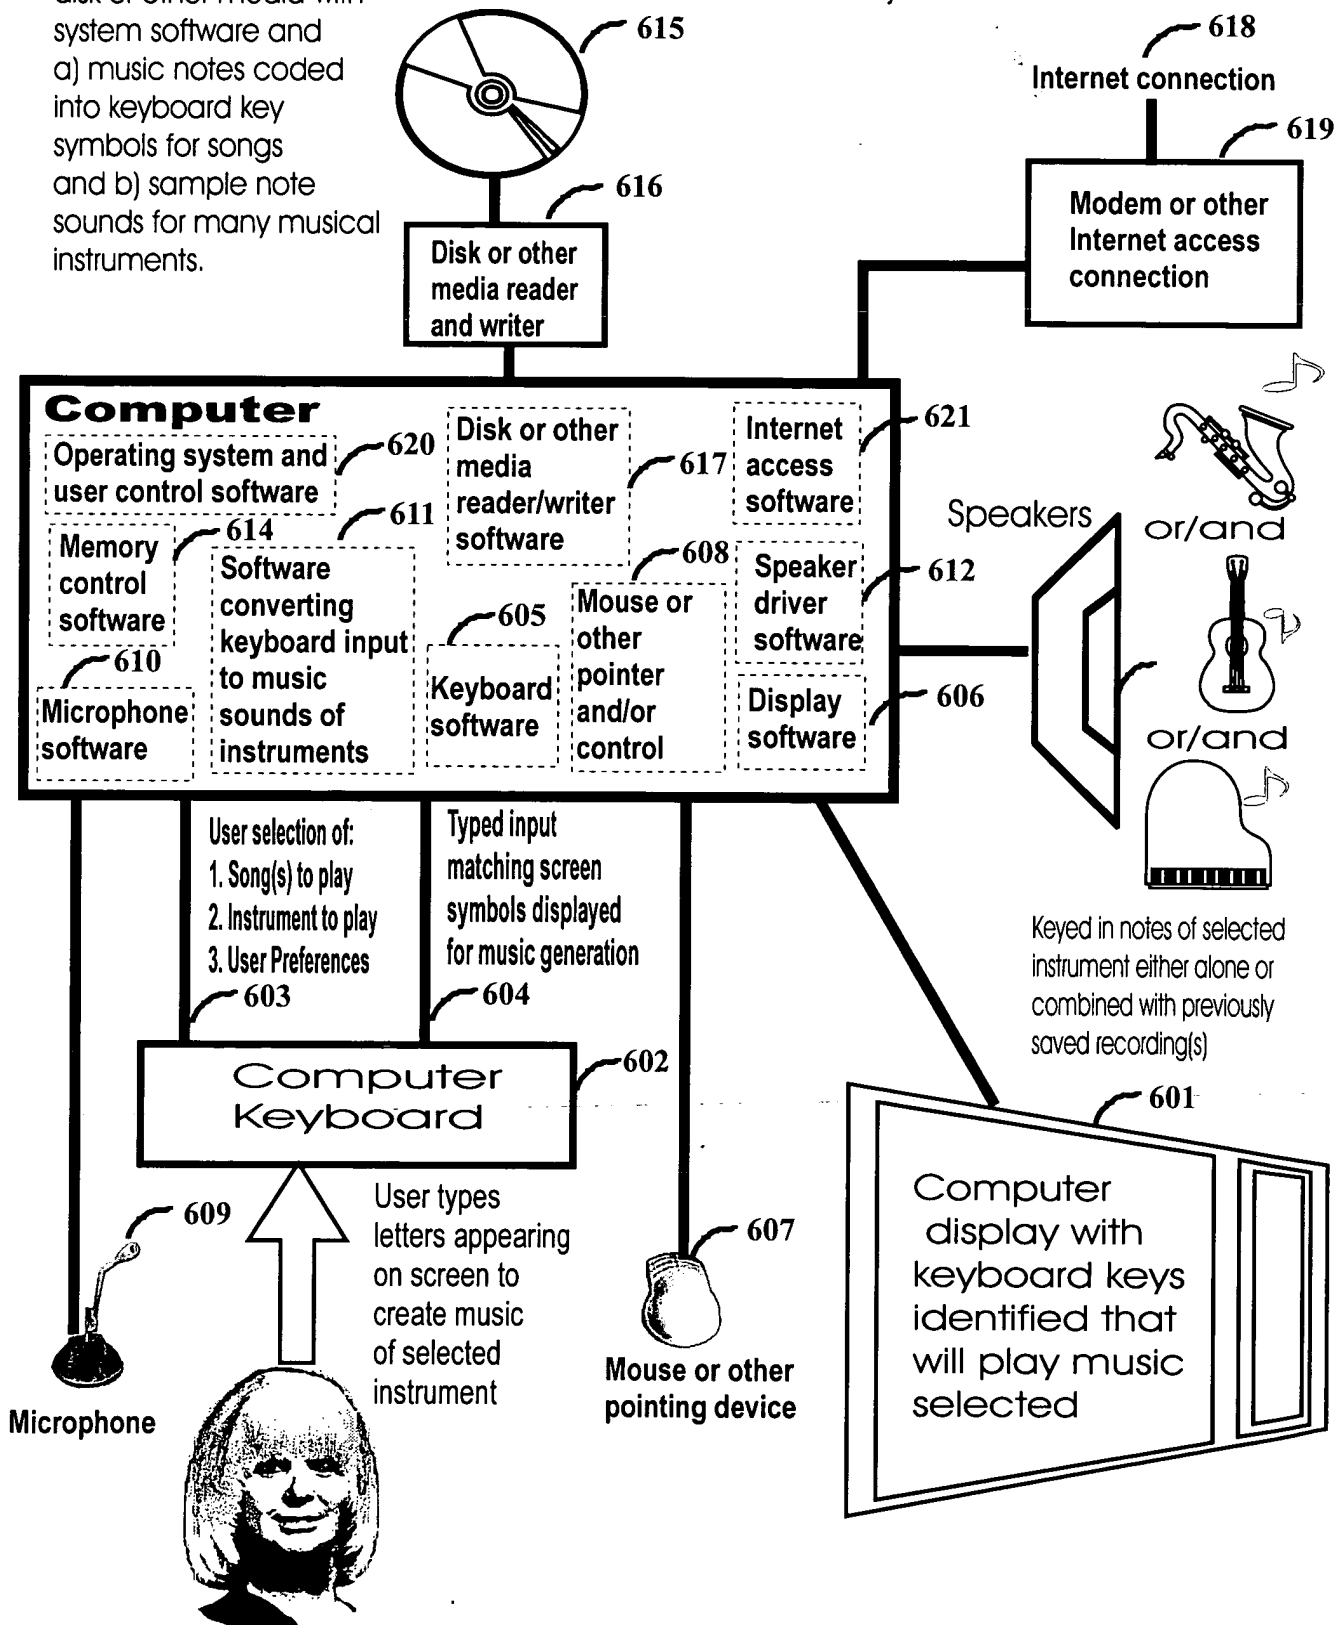 disk or other media with
system software and
a) music notes coded
into keyboard key
symbols for songs
and b) sample note
sounds for many musical
instruments.
615
616
Disk or other
media reader
and writer
618
Internet connection
619
Modem or other
Internet access
connection
Computer
Operating system and
user control software
620
Memory
control
software
614
610
Microphone
software
611
Software
converting
keyboard input
to music
sounds of
instruments
Disk or other
media
reader/writer
software
617
605
Keyboard
software
608
Mouse or
other
pointer
and/or
control
Internet
access
software
621
Speaker
driver
software
612
Display
software
606
Speakers
or/and
or/and
Keyed in notes of selected
instrument either alone or
combined with previously
saved recording(s)
User selection of:
1. Song(s) to play
2. Instrument to play
3. User Preferences
603
Typed input
matching screen
symbols displayed
for music generation
604
Computer
Keyboard
602
609
Microphone
User types
letters appearing
on screen to
create music
of selected
instrument
607
Mouse or other
pointing device
601
Computer
display with
keyboard keys
identified that
will play music
selected